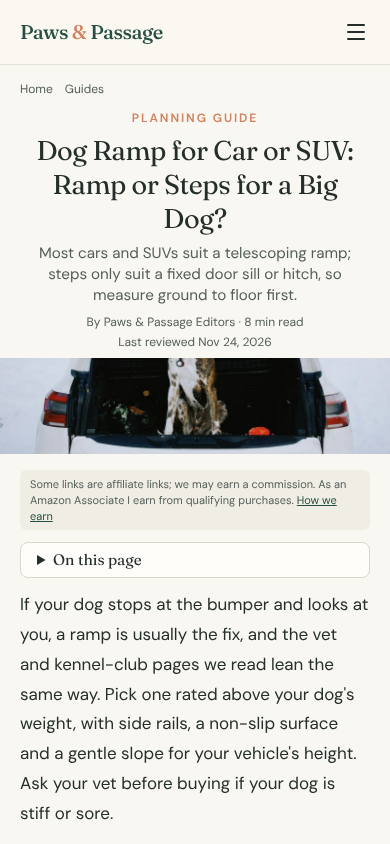 Paws & Passage
Home Guides
PLANNING GUIDE
Dog Ramp for Car or SUV:
Ramp or Steps for a Big
Dog?
Most cars and SUVs suit a telescoping ramp;
steps only suit a fixed door sill or hitch, so
measure ground to floor first.
By Paws & Passage Editors · 8 min read
Last reviewed Nov 24, 2026
Some links are affiliate links; we may earn a commission. As an
Amazon Associate I earn from qualifying purchases. How we
earn
On this page
If your dog stops at the bumper and looks at
you, a ramp is usually the fix, and the vet
and kennel-club pages we read lean the
same way. Pick one rated above your dog's
weight, with side rails, a non-slip surface
and a gentle slope for your vehicle's height.
Ask your vet before buying if your dog is
stiff or sore.